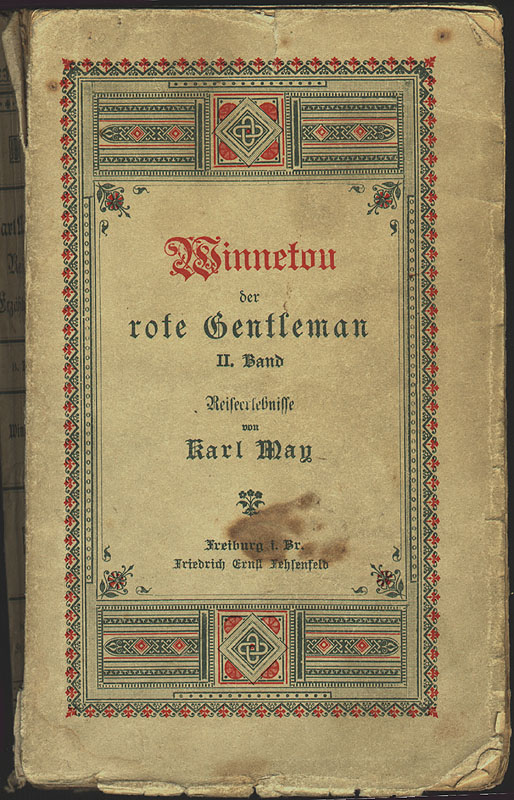 Winnetou
der
rote Gentleman
II. Band
Reiseerlebnisse
von
Karl May
Freiburg i. Br.
Friedrich Ernst Fehsenfeld